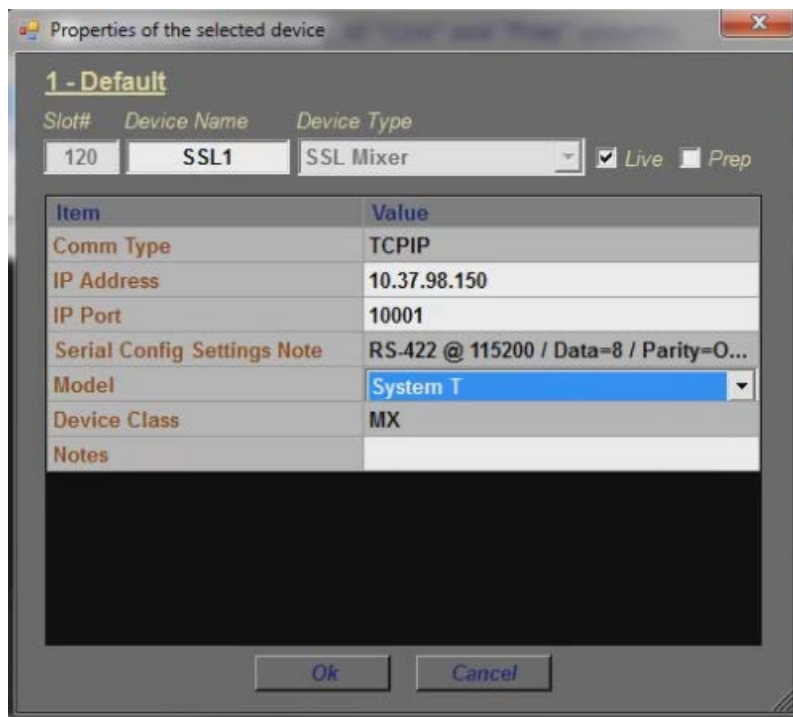 Properties of the selected device
1 - Default
Slot# Device Name Device Type
120 SSL1 SSL Mixer Live Prep
Item Value
Comm Type TCPIP
IP Address 10.37.98.150
IP Port 10001
Serial Config Settings Note RS-422 @ 115200 / Data=8 / Parity=O...
Model System T
Device Class MX
Notes
Ok Cancel